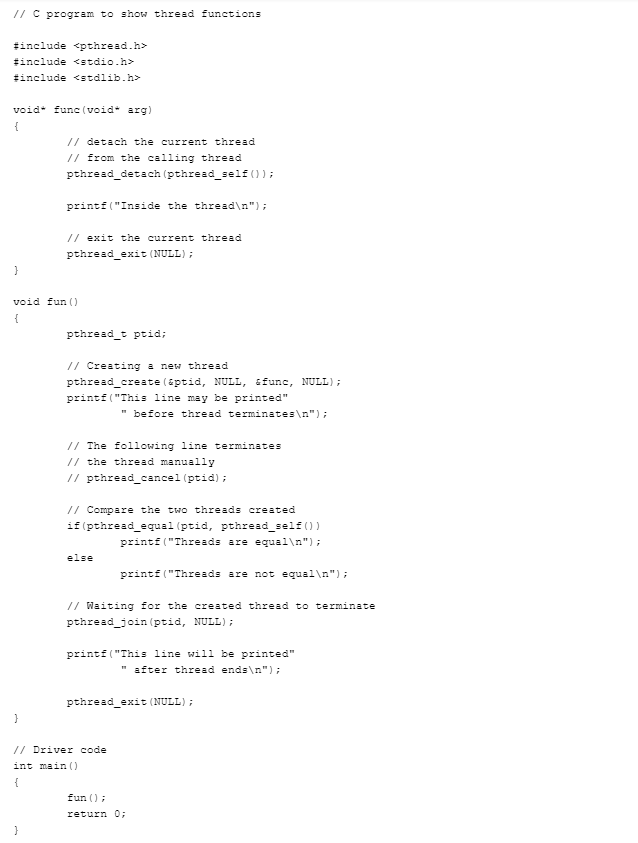 // C program to show thread functions
#include <pthread.h>
#include <stdio.h>
#include <stdlib.h>
void* func(void* arg)
{
// detach the current thread
// from the calling thread
pthread_detach(pthread_self());
printf("Inside the thread\n");
// exit the current thread
pthread_exit(NULL);
}
void fun()
{
pthread_t ptid;
// Creating a new thread
pthread_create(&ptid, NULL, &func, NULL);
printf("This line may be printed"
" before thread terminates\n");
// The following line terminates
// the thread manually
// pthread_cancel(ptid);
// Compare the two threads created
if(pthread_equal(ptid, pthread_self())
printf("Threads are equal\n");
else
printf("Threads are not equal\n");
// Waiting for the created thread to terminate
pthread_join(ptid, NULL);
printf("This line will be printed"
" after thread ends\n");
pthread_exit(NULL);
}
// Driver code
int main()
{
fun();
return 0;
}